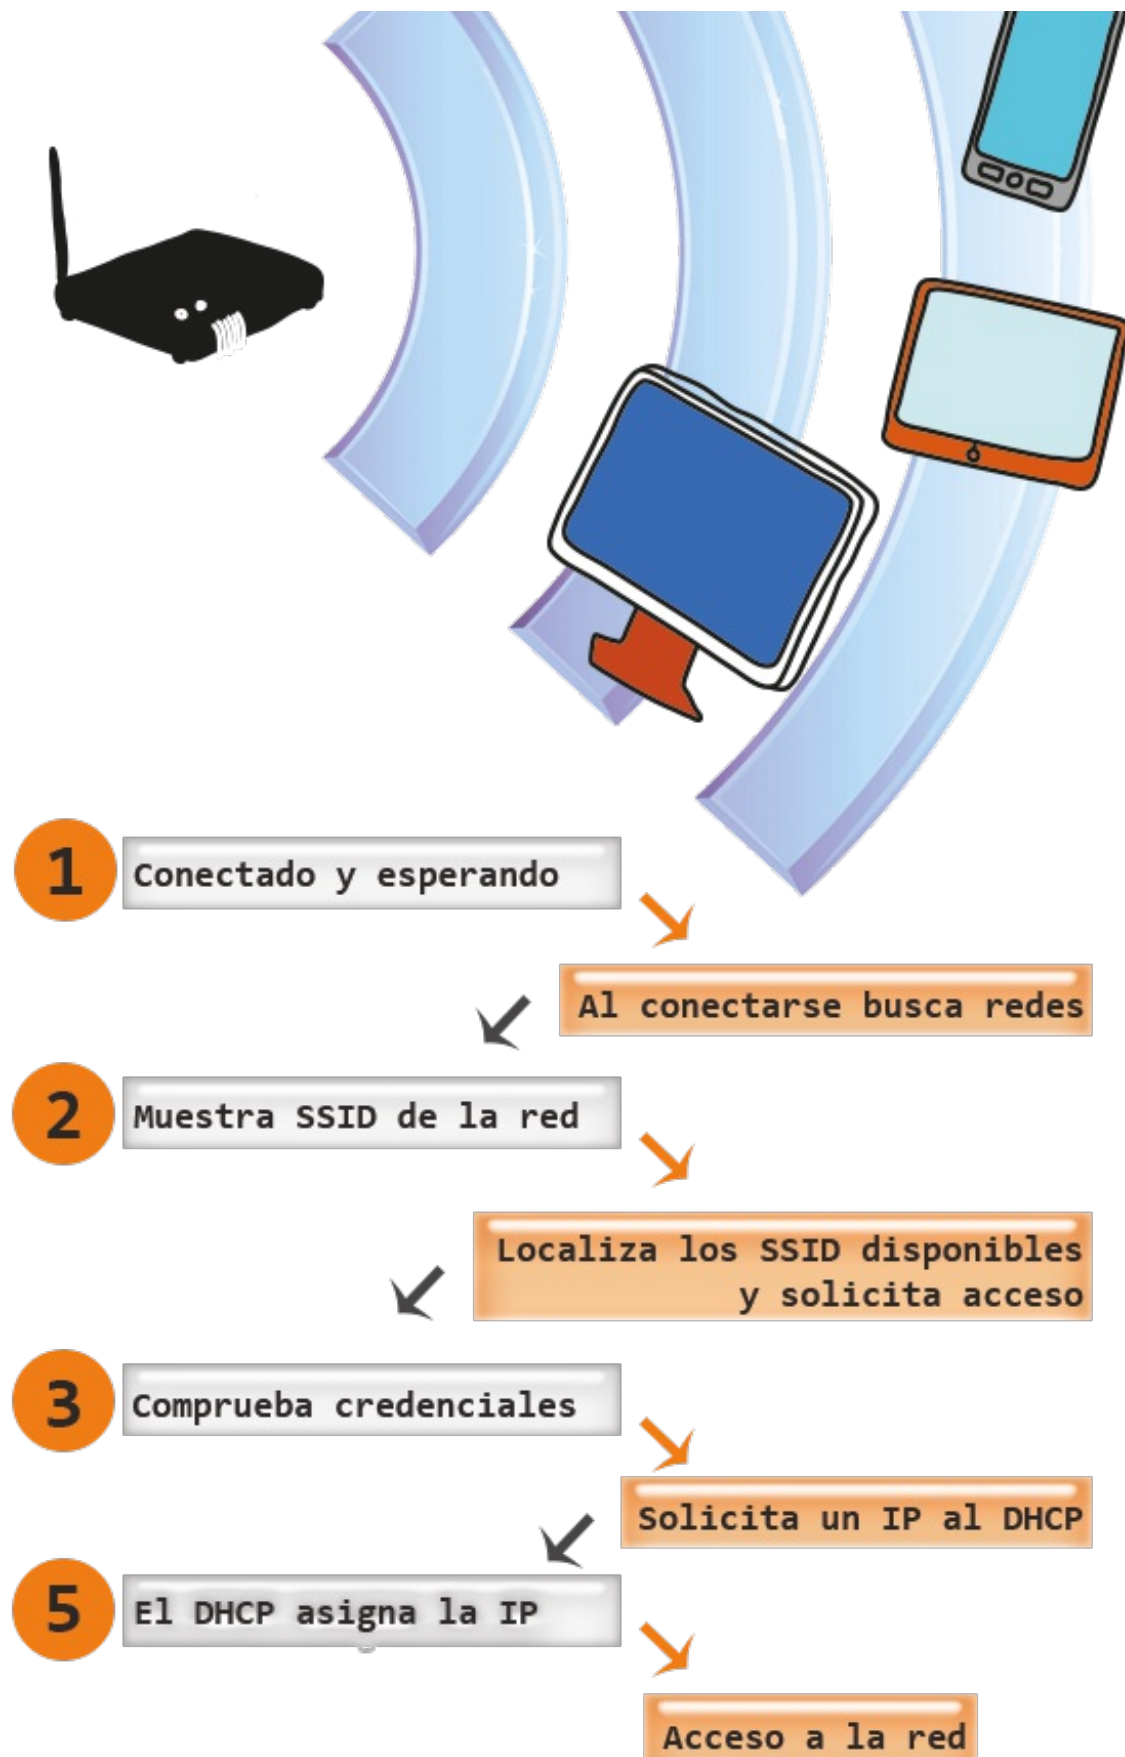 1
Conectado y esperando
Al conectarse busca redes
2
Muestra SSID de la red
Localiza los SSID disponibles
y solicita acceso
3
Comprueba credenciales
Solicita un IP al DHCP
5
El DHCP asigna la IP
Acceso a la red